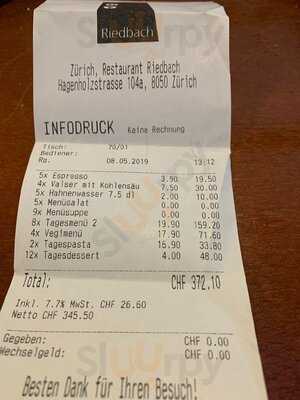 Riedbach
Zürich, Restaurant Riedbach
Hagenholzstrasse 104a, 8050 Zürich
INFODRUCK Keine Rechnung
Tisch: 70/01
Bediener:
Ra. 08.05.2019 13:12
5x Espresso 3.90 19.50
4x Valser mit Kohlensäu 7.50 30.00
5x Hahnenwasser 7.5 dl 2.00 10.00
5x Menüsalat 0.00 0.00
9x Menüsuppe 0.00 0.00
8x Tagesmenü 2 19.90 159.20
4x Vegimenü 17.90 71.60
2x Tagespasta 16.90 33.80
12x Tagesdessert 4.00 48.00
Total: CHF 372.10
Inkl. 7.7% MwSt. CHF 26.60
Netto CHF 345.50
Gegeben: CHF 0.00
Wechselgeld: CHF 0.00
Besten Dank für Ihren Besuch!